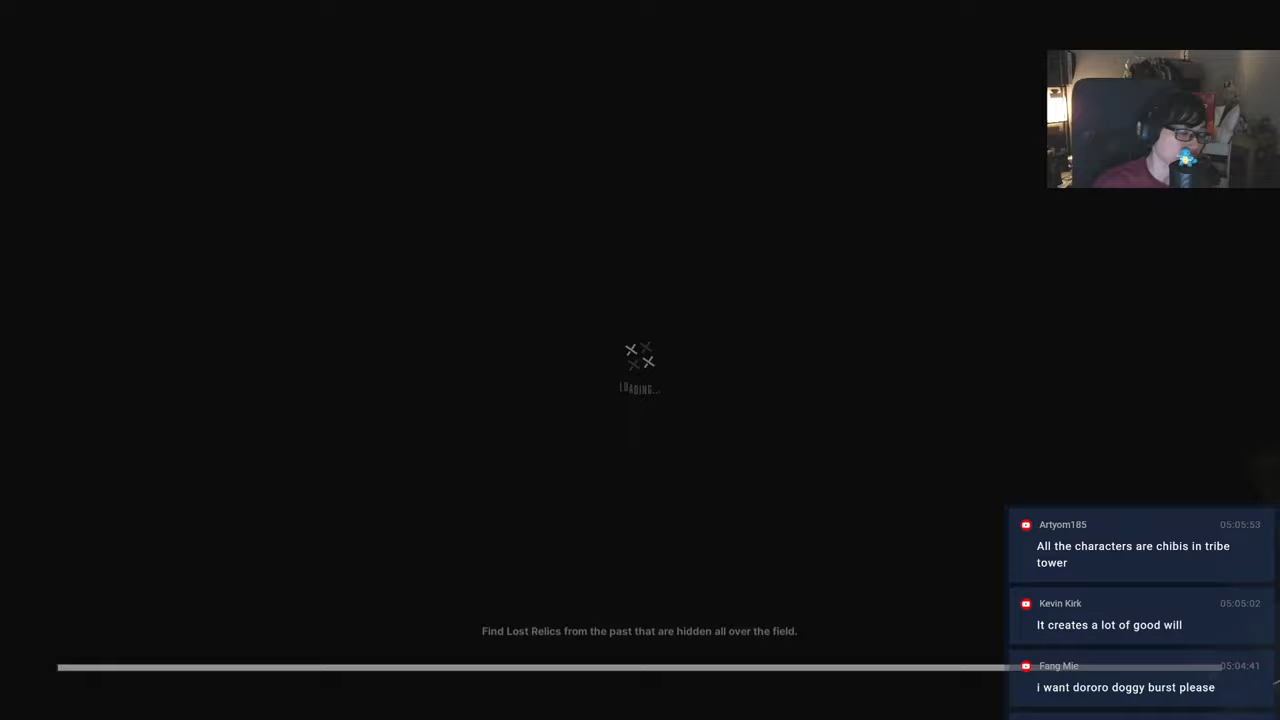 LOADING...
Artyom185 05:05:53
All the characters are chibis in tribe
tower
Kevin Kirk 05:05:02
It creates a lot of good will
Find Lost Relics from the past that are hidden all over the field.
Fang Mie 05:04:41
i want dororo doggy burst please